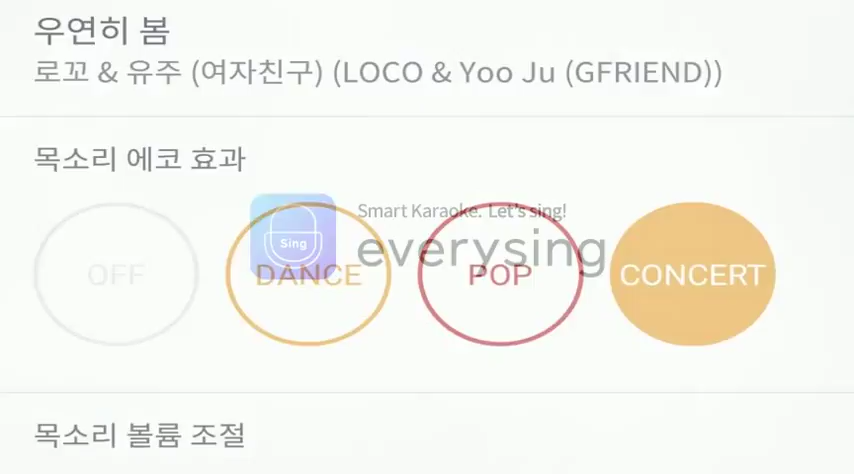 우연히 봄
로꼬 & 유주 (여자친구) (LOCO & Yoo Ju (GFRIEND))
목소리 에코 효과
Smart Karaoke. Let's sing!
Sing
everysing
OFF
DANCE
POP
CONCERT
목소리 볼륨 조절